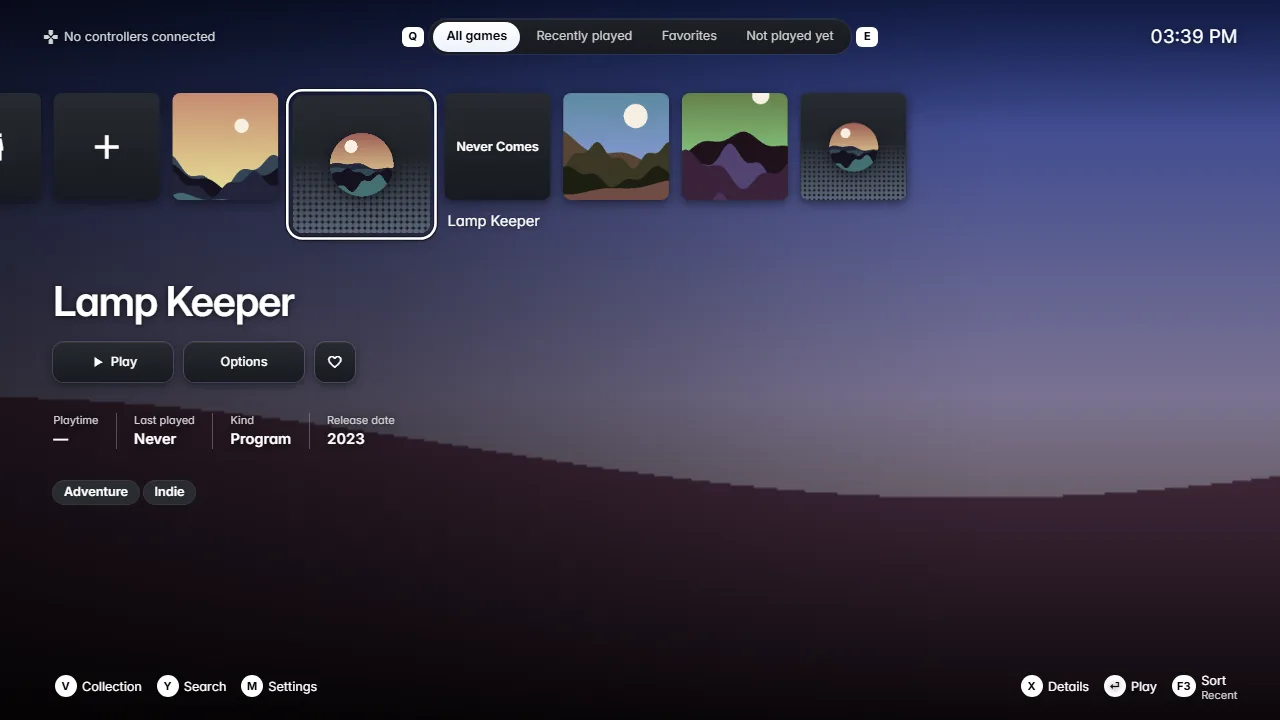 No controllers connected
Q All games Recently played Favorites Not played yet E
03:39 PM
Never Comes
Lamp Keeper
Lamp Keeper
Play Options
Playtime Last played Kind Release date
— Never Program 2023
Adventure Indie
V Collection Y Search M Settings
X Details Play F3 Sort
Recent